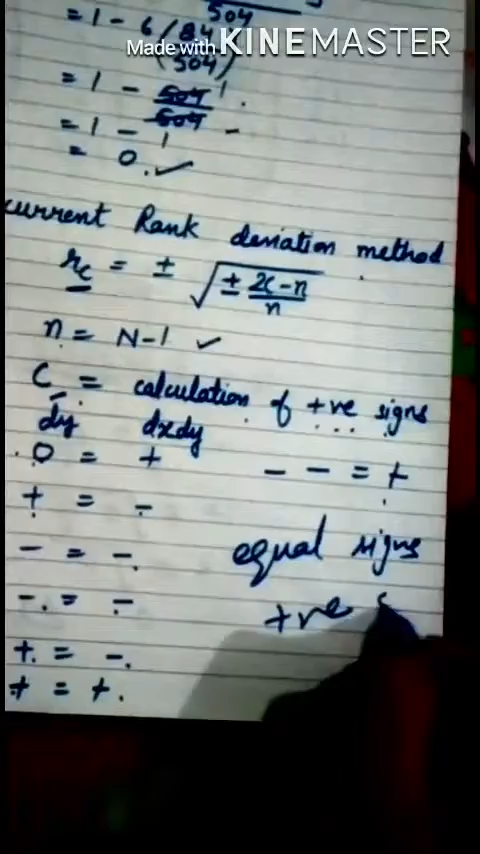 504
= 1 - 6/84
(504)
Made with KINEMASTER
= 1 - 504/504 1
= 1 - 1
= 0. ✓
current Rank deviation method
rc = ± √(± 2c-n/n)
n = N-1 ✓
C = calculation of +ve signs
dy dxdy
0 = + - - = +
+ = -
- = -. equal signs
-. = - +ve
+. = -.
+ = +.